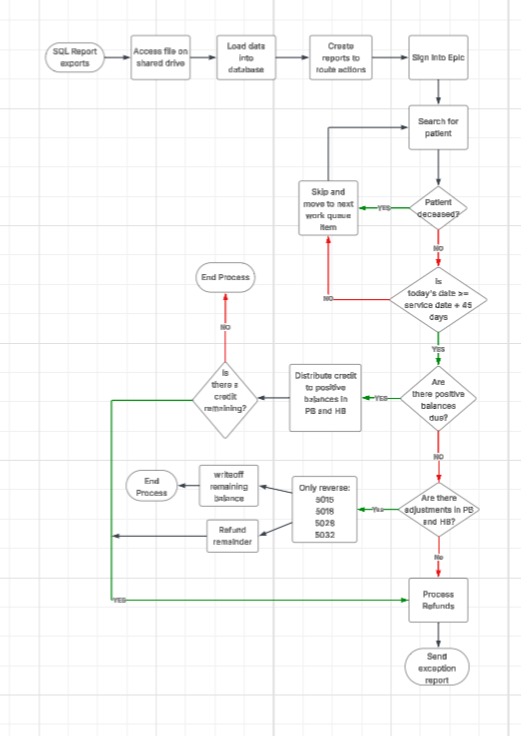 SQL Report
exports
Access file on
shared drive
Load data
into
database
Create
reports to
route actions
Sign into Epic
Search for
patient
Skip and
move to next
work queue
item
YES
Patient
deceased?
NO
End Process
Is
today's date >=
service date + 45
days
NO
NO
YES
Is
there a
credit
remaining?
Distribute credit
to positive
balances in
PB and HB
YES
Are
there positive
balances
due?
NO
End
Process
writeoff
remaining
balance
Only reverse:
5015
5018
5028
5032
Yes
Are there
adjustments in PB
and HB?
Refund
remainder
No
YES
Process
Refunds
Send
exception
report